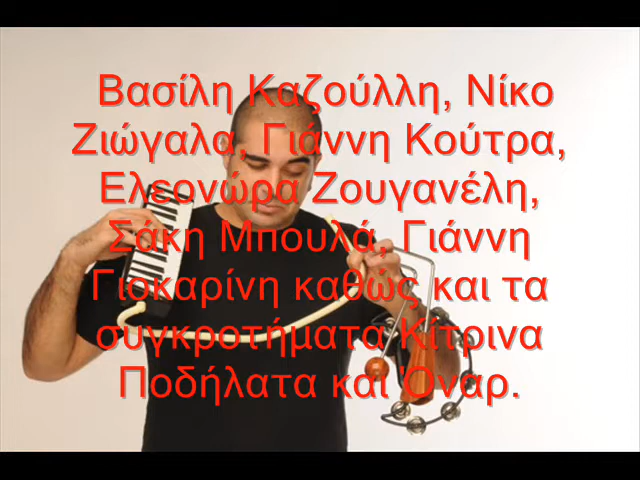 Βασίλη Καζούλλη, Νίκο
Ζιώγαλα, Γιάννη Κούτρα,
Ελεονώρα Ζουγανέλη,
Σάκη Μπουλά, Γιάννη
Γιοκαρίνη καθώς και τα
συγκροτήματα Κίτρινα
Ποδήλατα και Όναρ.